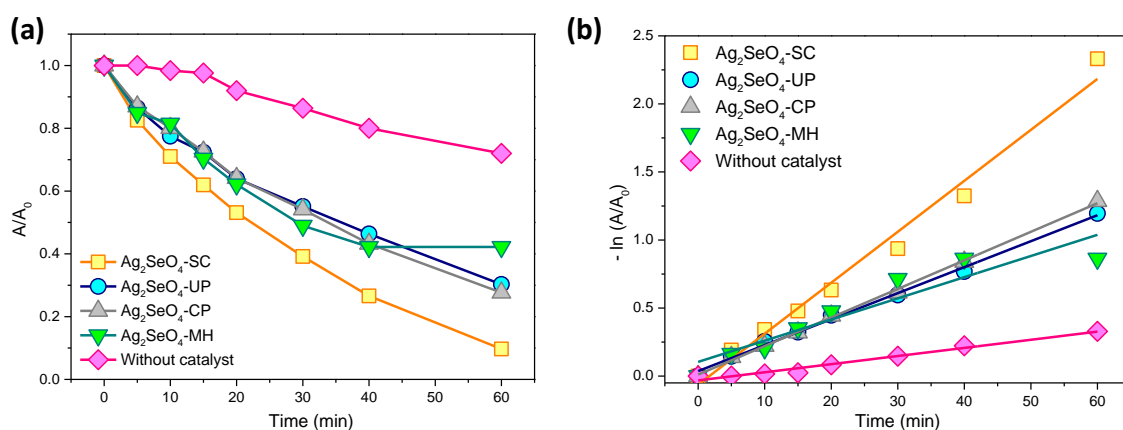 (a)
A/A₀
1.0
0.8
0.6
0.4
0.2
0.0
Ag₂SeO₄-SC
Ag₂SeO₄-UP
Ag₂SeO₄-CP
Ag₂SeO₄-MH
Without catalyst
0 10 20 30 40 50 60
Time (min)
(b)
- ln (A/A₀)
2.5
2.0
1.5
1.0
0.5
0.0
Ag₂SeO₄-SC
Ag₂SeO₄-UP
Ag₂SeO₄-CP
Ag₂SeO₄-MH
Without catalyst
0 10 20 30 40 50 60
Time (min)